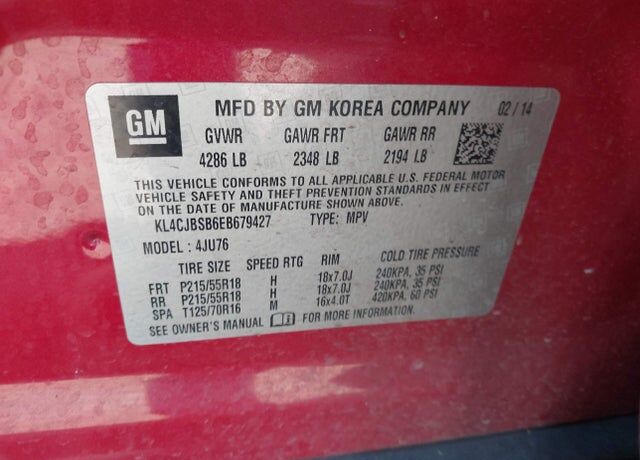 GM
MFD BY GM KOREA COMPANY 02/14
GVWR GAWR FRT GAWR RR
4286 LB 2348 LB 2194 LB
THIS VEHICLE CONFORMS TO ALL APPLICABLE U.S. FEDERAL MOTOR
VEHICLE SAFETY AND THEFT PREVENTION STANDARDS IN EFFECT
ON THE DATE OF MANUFACTURE SHOWN ABOVE.
KL4CJBSB6EB679427 TYPE: MPV
MODEL: 4JU76
TIRE SIZE SPEED RTG RIM COLD TIRE PRESSURE
FRT P215/55R18 H 18x7.0J 240KPA, 35 PSI
RR P215/55R18 H 18x7.0J 240KPA, 35 PSI
SPA T125/70R16 M 16x4.0T 420KPA, 60 PSI
SEE OWNER'S MANUAL FOR MORE INFORMATION.